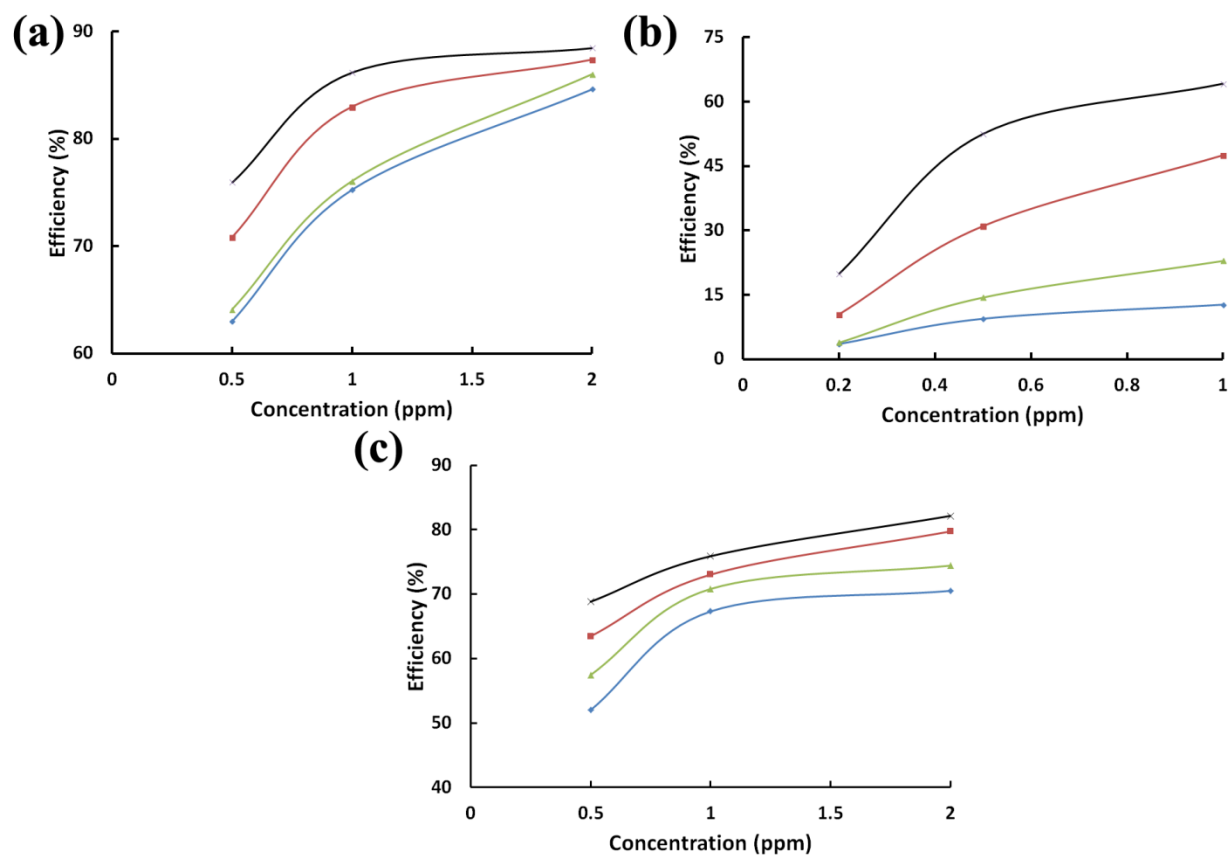 (a)
90
80
70
60
0 0.5 1 1.5 2
Efficiency (%)
Concentration (ppm)
(b)
75
60
45
30
15
0
0 0.2 0.4 0.6 0.8 1
Efficiency (%)
Concentration (ppm)
(c)
90
80
70
60
50
40
0 0.5 1 1.5 2
Efficiency (%)
Concentration (ppm)